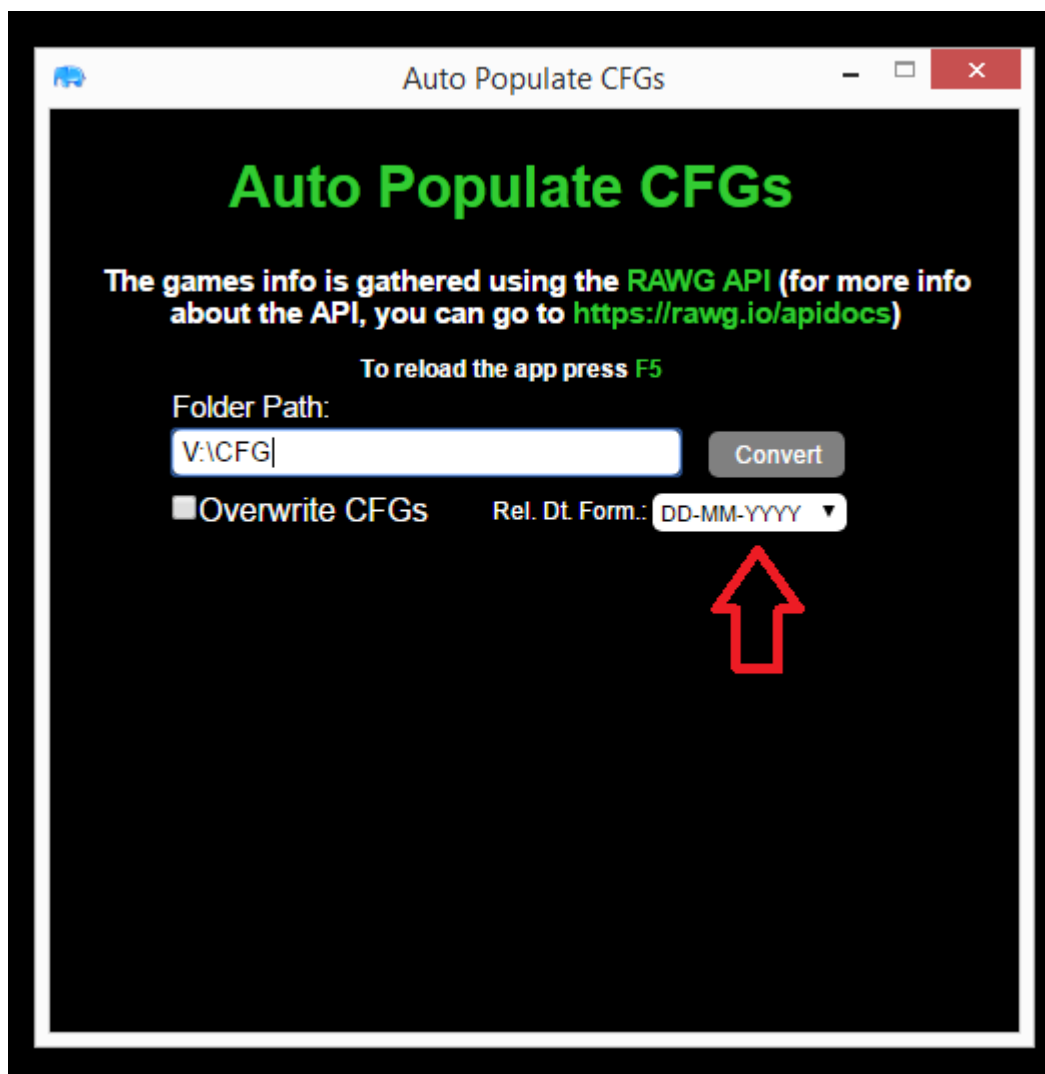 Auto Populate CFGs
Auto Populate CFGs
The games info is gathered using the RAWG API (for more info
about the API, you can go to https://rawg.io/apidocs)
To reload the app press F5
Folder Path:
V:\CFG
Convert
Overwrite CFGs
Rel. Dt. Form.:
DD-MM-YYYY